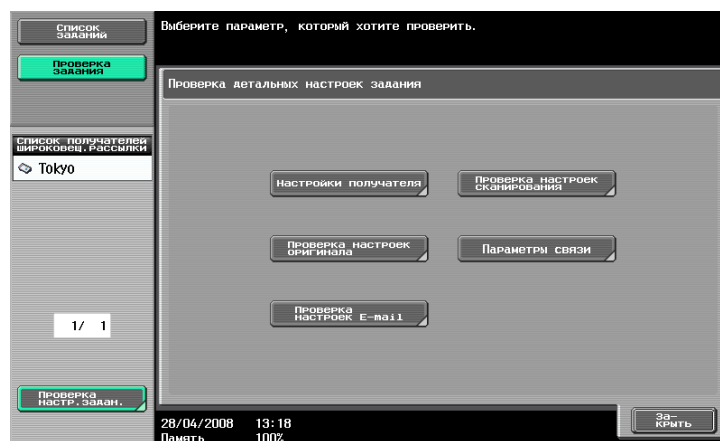 Список
заданий
Выберите параметр, который хотите проверить.
Проверка
задания
Проверка детальных настроек задания
Список получателей
широковещ.рассылки
Tokyo
Настройки получателя
Проверка настроек
сканирования
Проверка настроек
оригинала
Параметры связи
Проверка
настроек E-mail
1/ 1
Проверка
настр.задан.
За-
крыть
28/04/2008 13:18
Память 100%